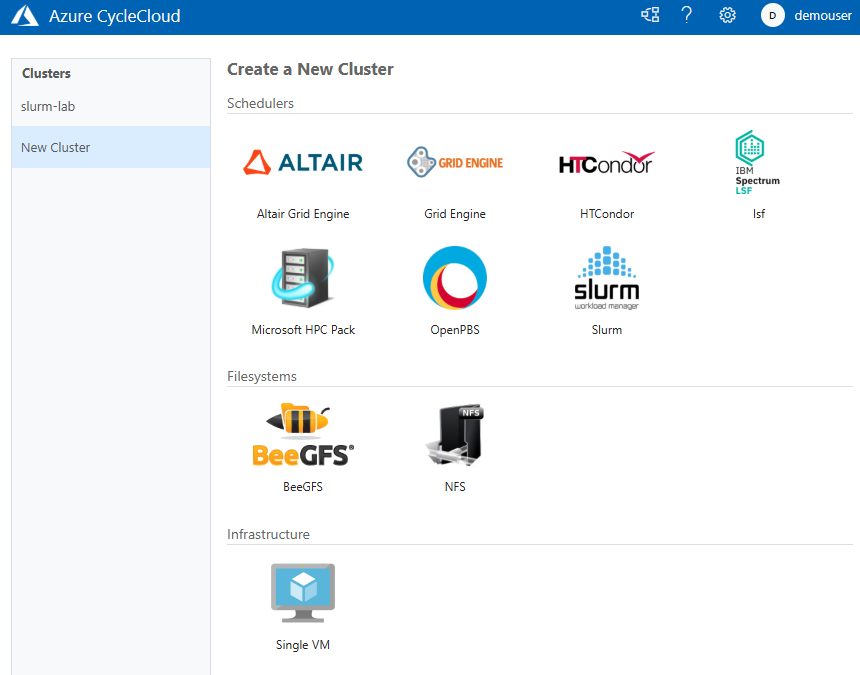 Azure CycleCloud
?
D
demouser
Clusters
slurm-lab
New Cluster
Create a New Cluster
Schedulers
ALTAIR
GRID ENGINE
HTCondor
IBM
Spectrum
LSF
Altair Grid Engine
Grid Engine
HTCondor
lsf
slurm
workload manager
Microsoft HPC Pack
OpenPBS
Slurm
Filesystems
BeeGFS®
NFS
BeeGFS
NFS
Infrastructure
Single VM